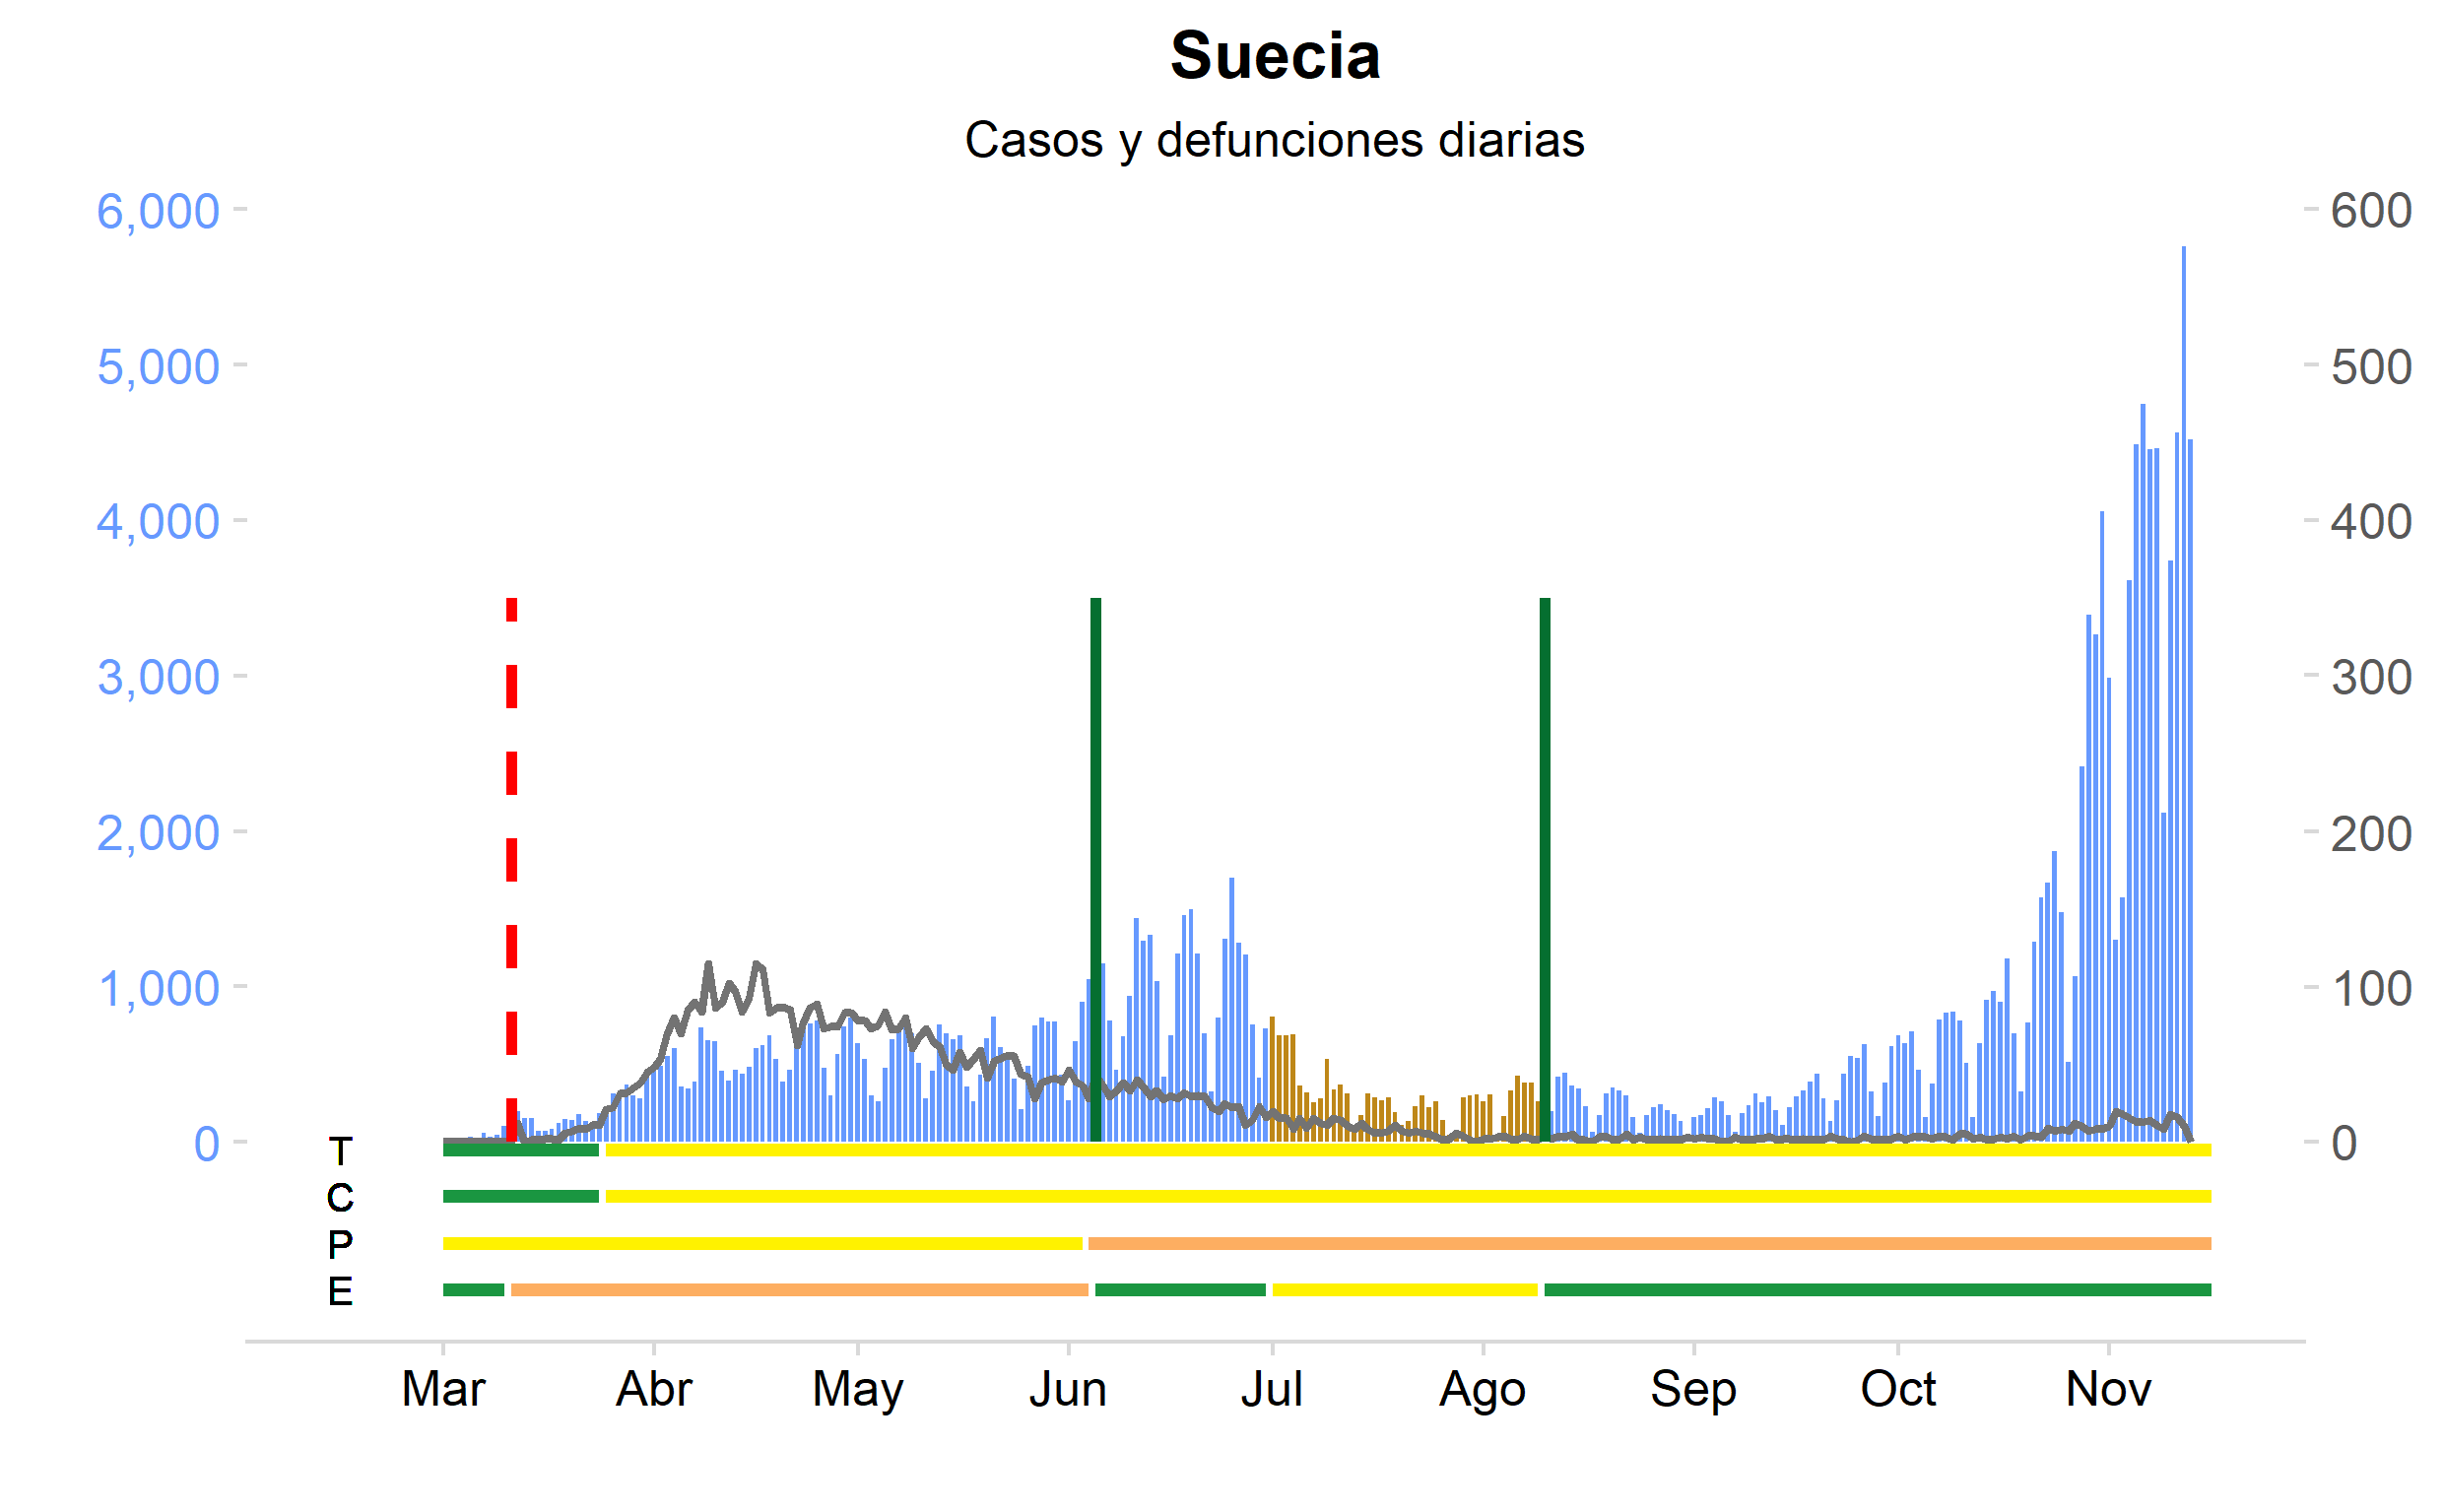 Suecia
Casos y defunciones diarias
6,000 600
5,000 500
4,000 400
3,000 300
2,000 200
1,000 100
0 0
T
C
P
E
Mar Abr May Jun Jul Ago Sep Oct Nov